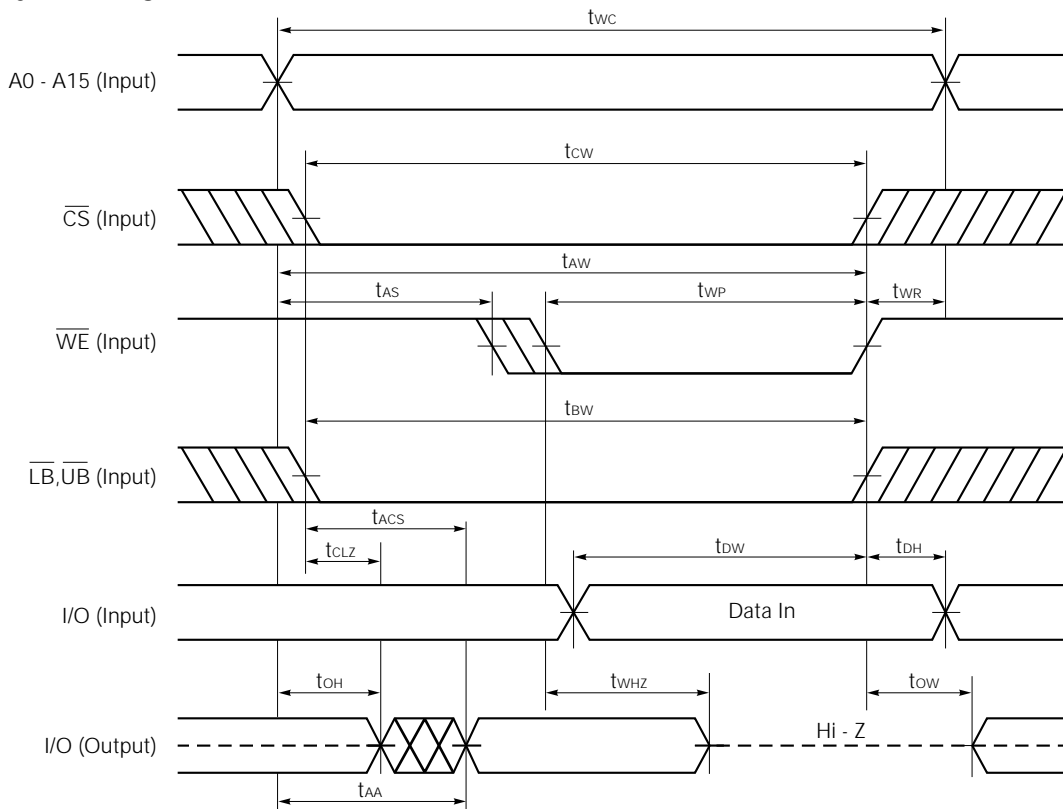 tWC
A0 - A15 (Input)
tCW
CS (Input)
tAW
tAS
tWP
tWR
WE (Input)
tBW
LB,UB (Input)
tACS
tCLZ
tDW
tDH
I/O (Input)
Data In
tOH
tWHZ
tOW
I/O (Output)
Hi - Z
tAA